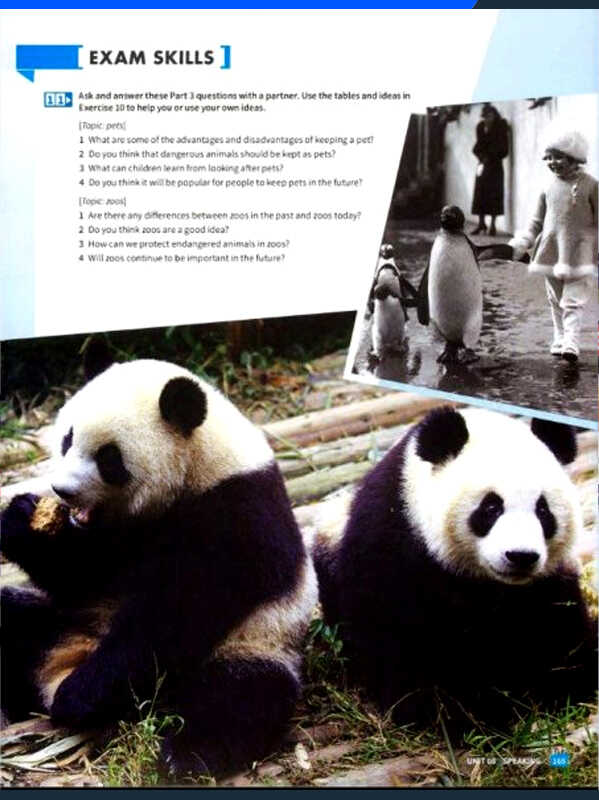 EXAM SKILLS
11
Ask and answer these Part 3 questions with a partner. Use the tables and ideas in
Exercise 10 to help you or use your own ideas.
[Topic: pets]
1 What are some of the advantages and disadvantages of keeping a pet?
2 Do you think that dangerous animals should be kept as pets?
3 What can children learn from looking after pets?
4 Do you think it will be popular for people to keep pets in the future?
[Topic: zoos]
1 Are there any differences between zoos in the past and zoos today?
2 Do you think zoos are a good idea?
3 How can we protect endangered animals in zoos?
4 Will zoos continue to be important in the future?
UNIT 08 SPEAKING 165